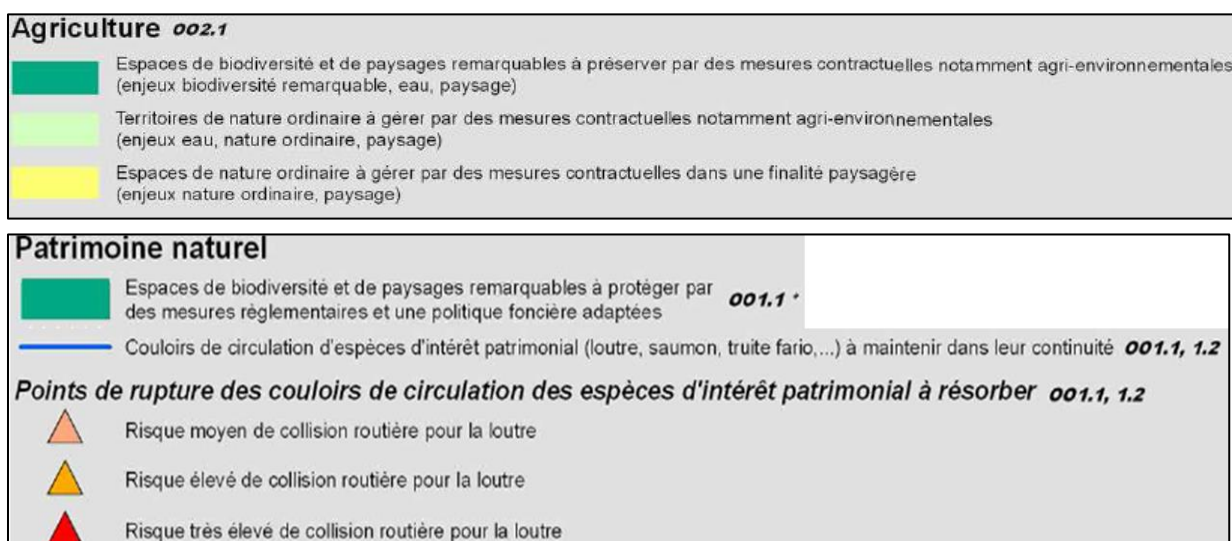 Agriculture 002.1
Espaces de biodiversité et de paysages remarquables à préserver par des mesures contractuelles notamment agri-environnementales
(enjeux biodiversité remarquable, eau, paysage)
Territoires de nature ordinaire à gérer par des mesures contractuelles notamment agri-environnementales
(enjeux eau, nature ordinaire, paysage)
Espaces de nature ordinaire à gérer par des mesures contractuelles dans une finalité paysagère
(enjeux nature ordinaire, paysage)
Patrimoine naturel
Espaces de biodiversité et de paysages remarquables à protéger par 001.1 *
des mesures règlementaires et une politique foncière adaptées
Couloirs de circulation d'espèces d'intérêt patrimonial (loutre, saumon, truite fario,...) à maintenir dans leur continuité 001.1, 1.2
Points de rupture des couloirs de circulation des espèces d'intérêt patrimonial à résorber 001.1, 1.2
Risque moyen de collision routière pour la loutre
Risque élevé de collision routière pour la loutre
Risque très élevé de collision routière pour la loutre